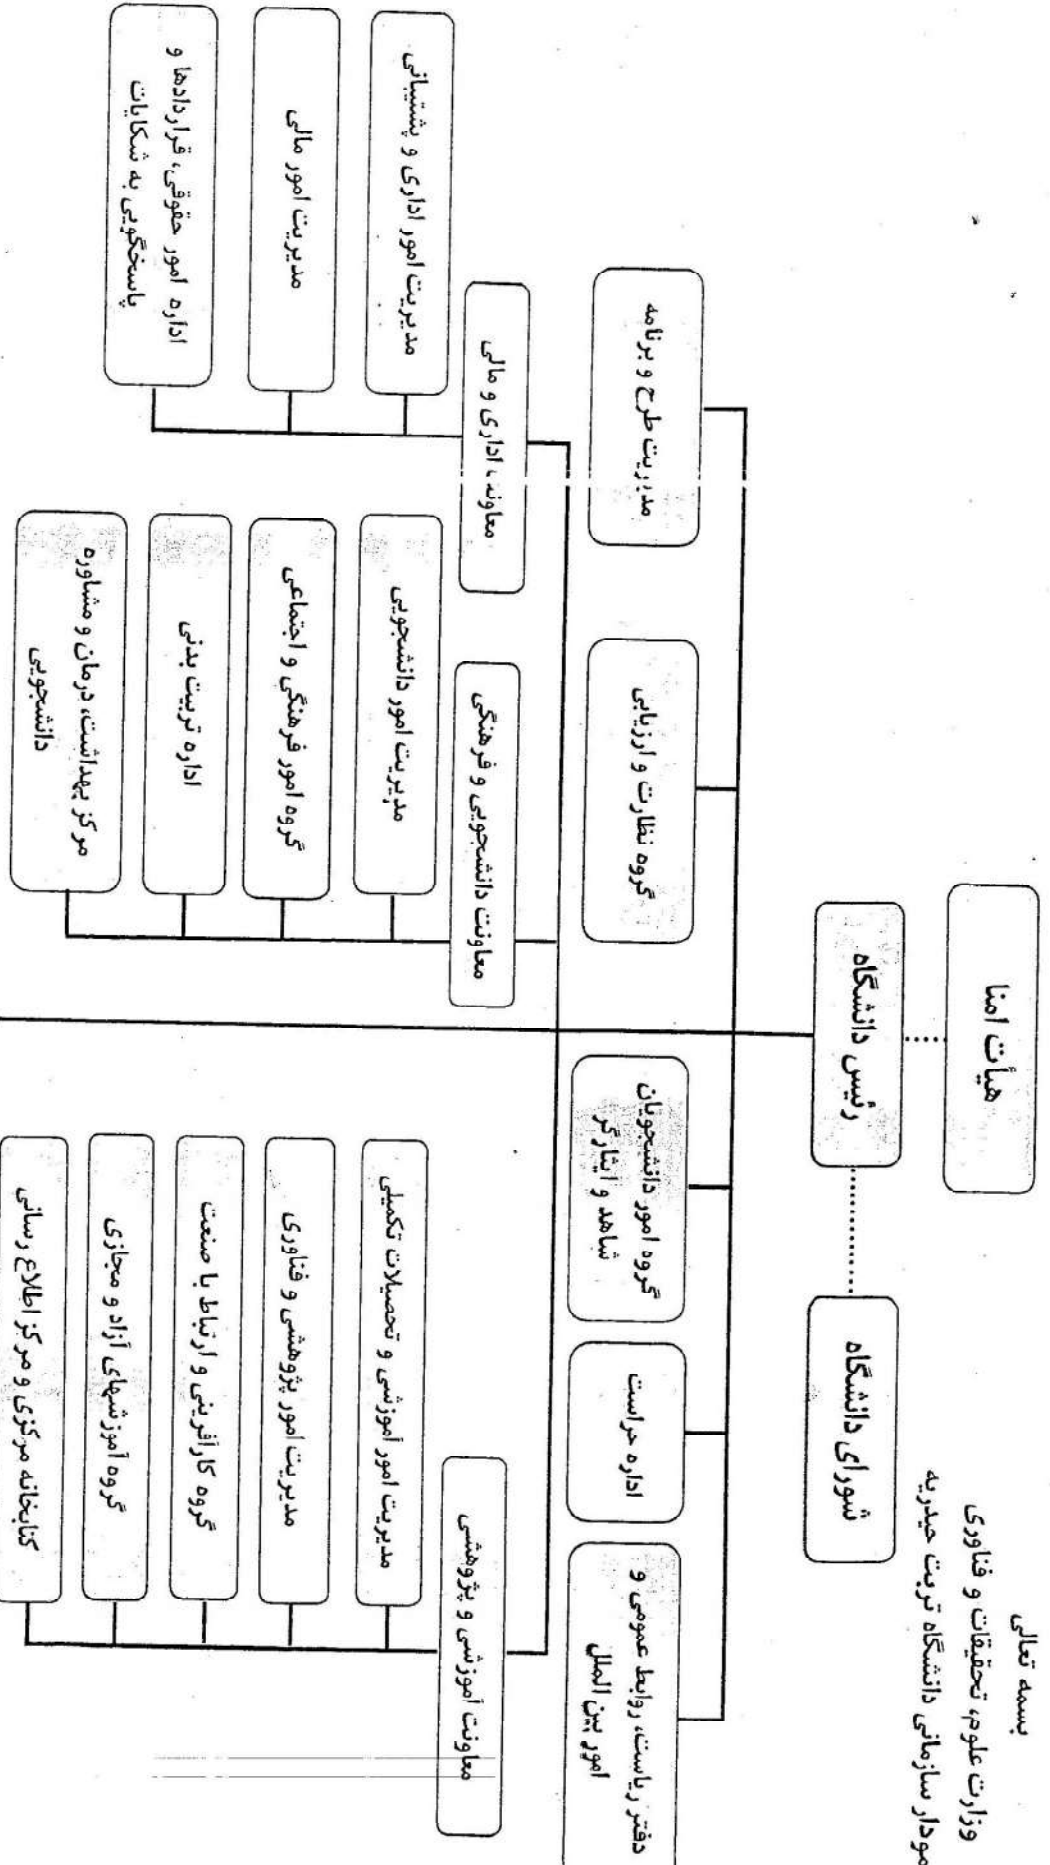 بسمه تعالی
وزارت علوم، تحقیقات و فناوری
مودار سازمانی دانشگاه تربت حیدریه
هیأت امنا
رئیس دانشگاه
شورای دانشگاه
دفتر ریاست، روابط عمومی و
امور بین الملل
اداره حراست
گروه امور دانشجویان
شاهد و ایثارگر
گروه نظارت و ارزیابی
مدیریت طرح و برنامه
معاونت آموزشی و پژوهشی
مدیریت امور آموزشی و تحصیلات تکمیلی
مدیریت امور پژوهشی و فناوری
گروه کارآفرینی و ارتباط با صنعت
گروه آموزشهای آزاد و مجازی
کتابخانه مرکزی و مرکز اطلاع رسانی
معاونت دانشجویی و فرهنگی
مدیریت امور دانشجویی
گروه امور فرهنگی و اجتماعی
اداره تربیت بدنی
مرکز بهداشت، درمان و مشاوره
دانشجویی
معاونت اداری و مالی
مدیریت امور اداری و پشتیبانی
مدیریت امور مالی
اداره امور حقوقی، قراردادها و
پاسخگویی به شکایات